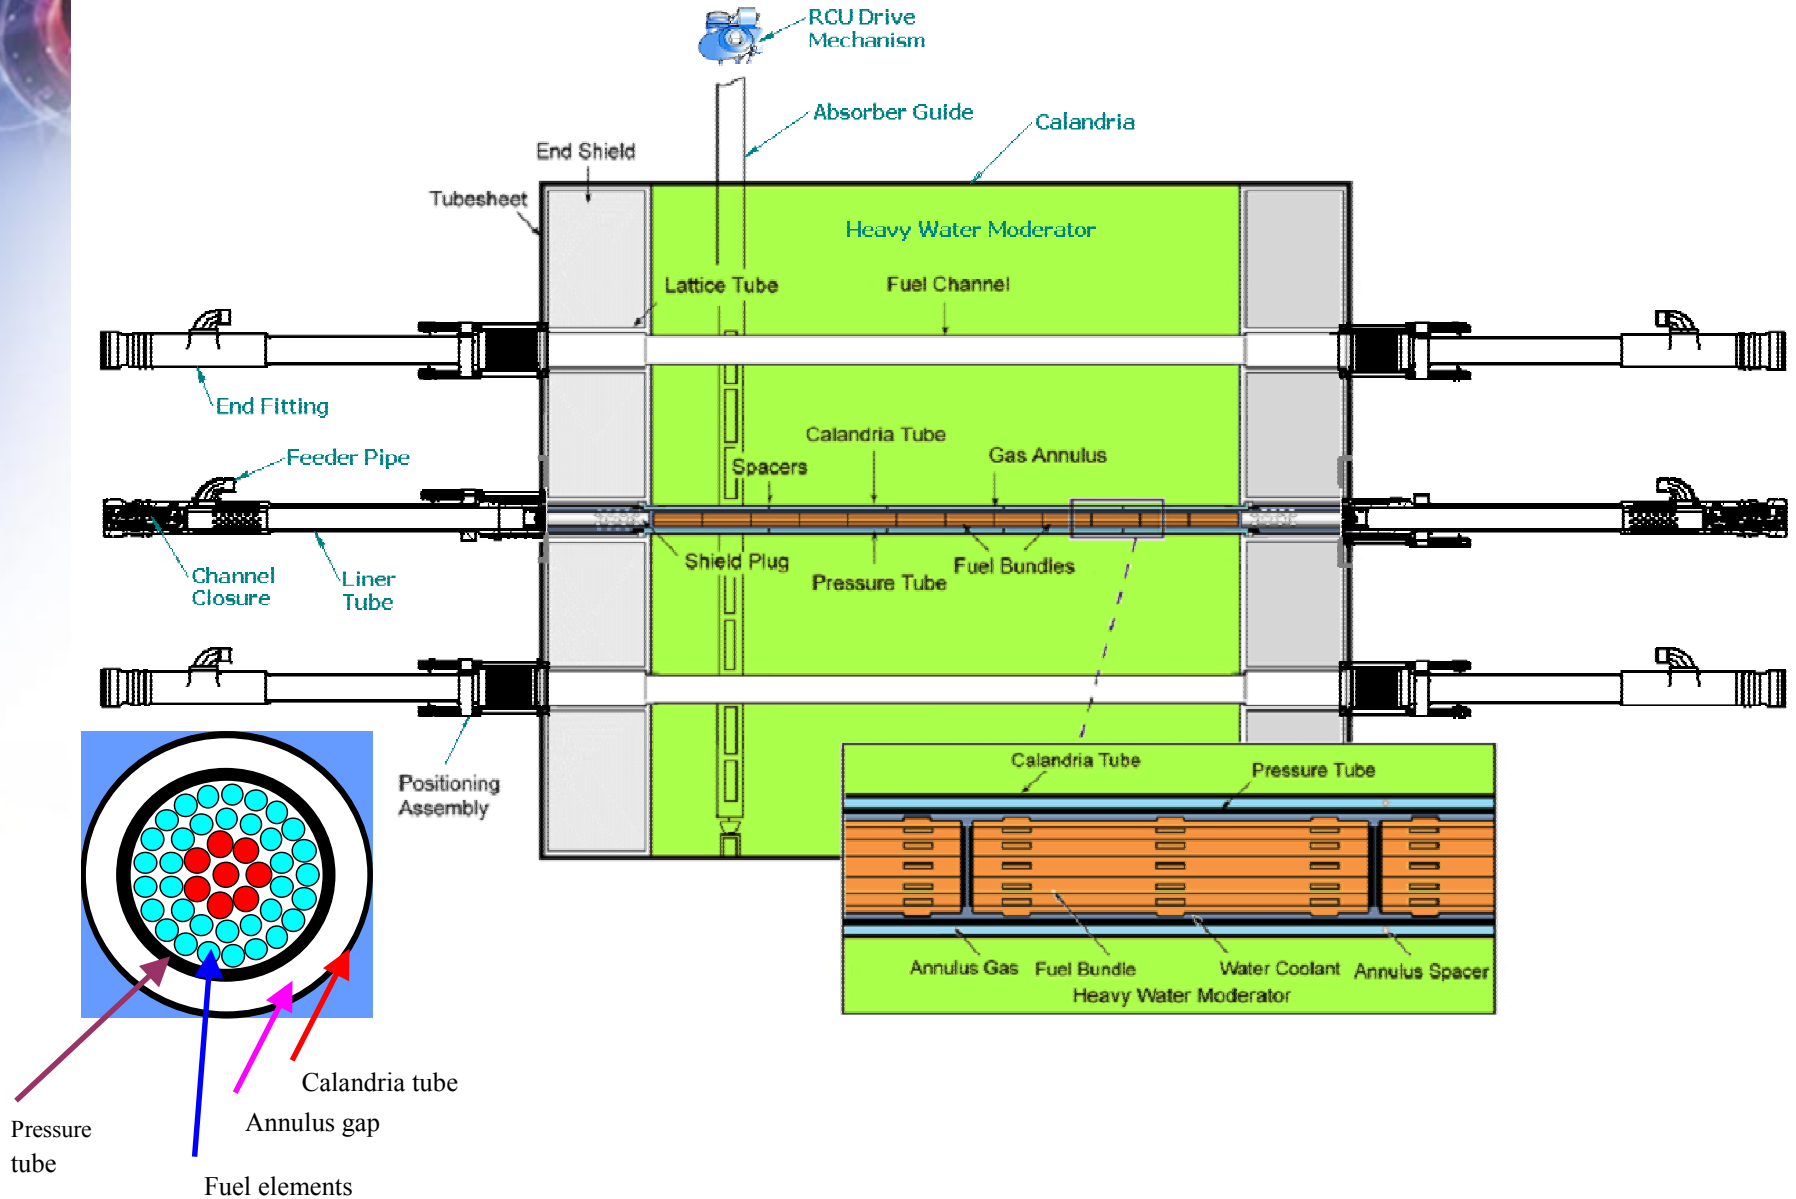 RCU Drive
Mechanism
Absorber Guide
Calandria
End Shield
Tubesheet
Heavy Water Moderator
Lattice Tube
Fuel Channel
End Fitting
Calandria Tube
Feeder Pipe
Spacers
Gas Annulus
Shield Plug
Fuel Bundles
Channel
Closure
Liner
Tube
Pressure Tube
Positioning
Assembly
Calandria Tube
Pressure Tube
Annulus Gas
Fuel Bundle
Water Coolant
Annulus Spacer
Heavy Water Moderator
Calandria tube
Annulus gap
Pressure
tube
Fuel elements